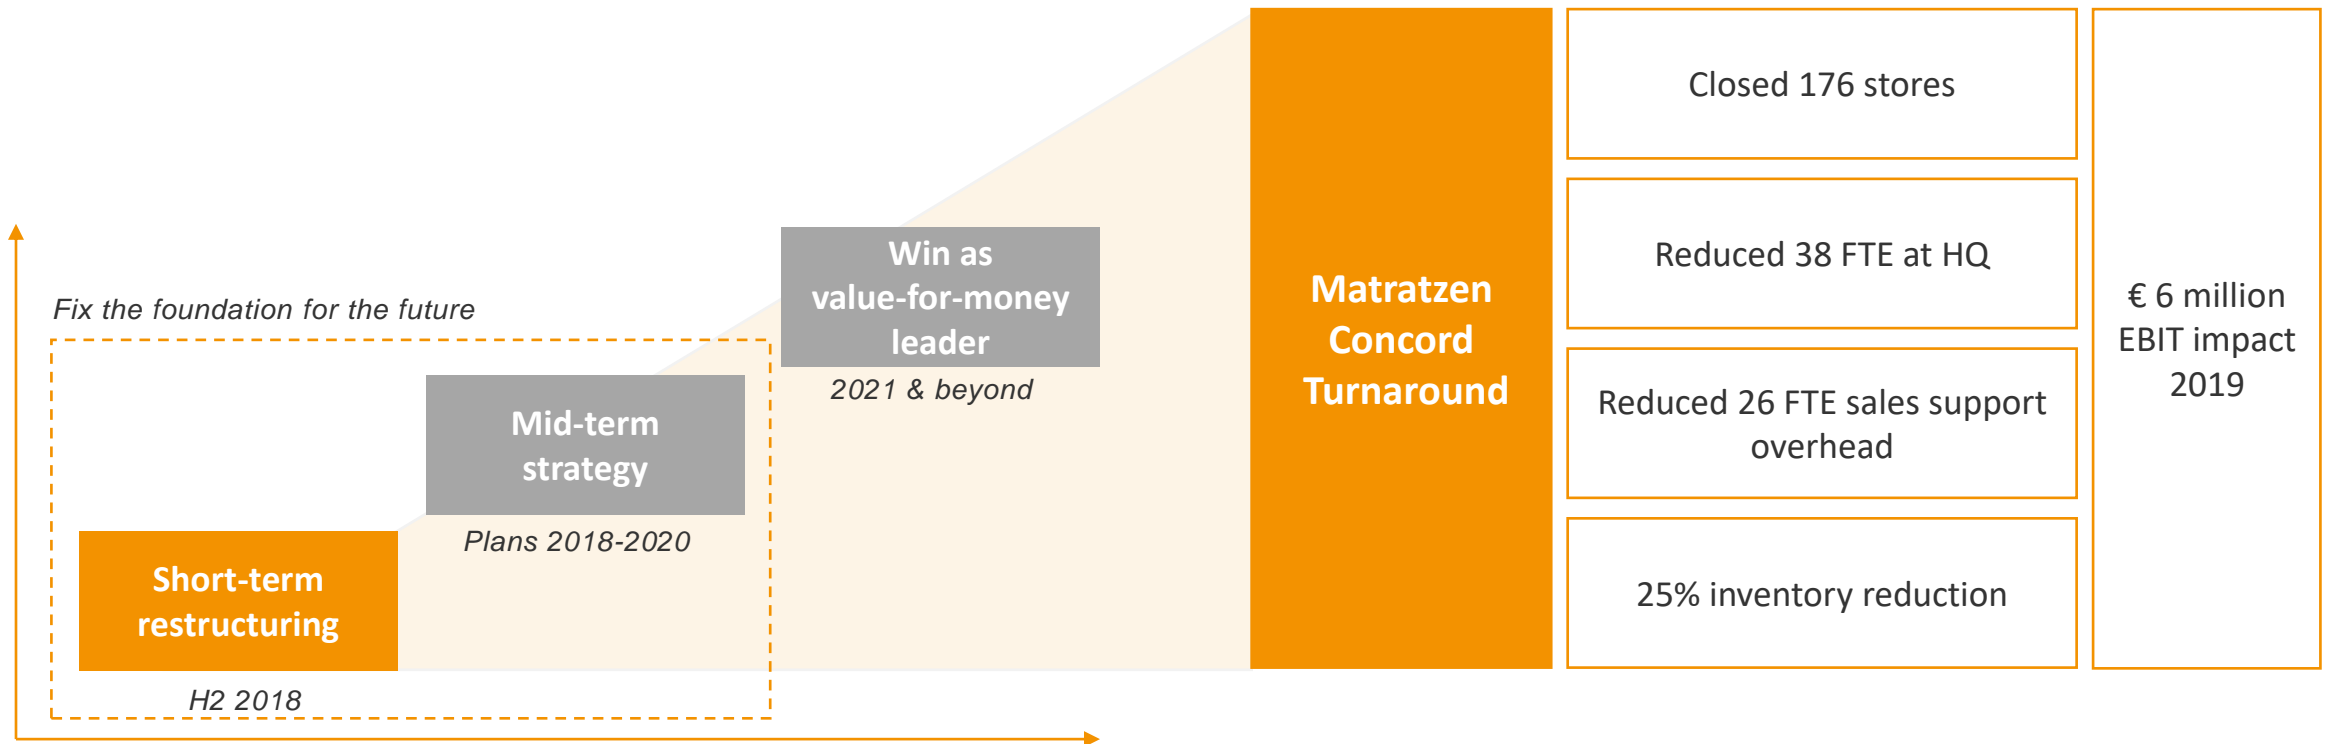 Fix the foundation for the future
Short-term
restructuring
H2 2018
Mid-term
strategy
Plans 2018-2020
Win as
value-for-money
leader
2021 & beyond
Matratzen
Concord
Turnaround
Closed 176 stores
Reduced 38 FTE at HQ
Reduced 26 FTE sales support
overhead
25% inventory reduction
€ 6 million
EBIT impact
2019